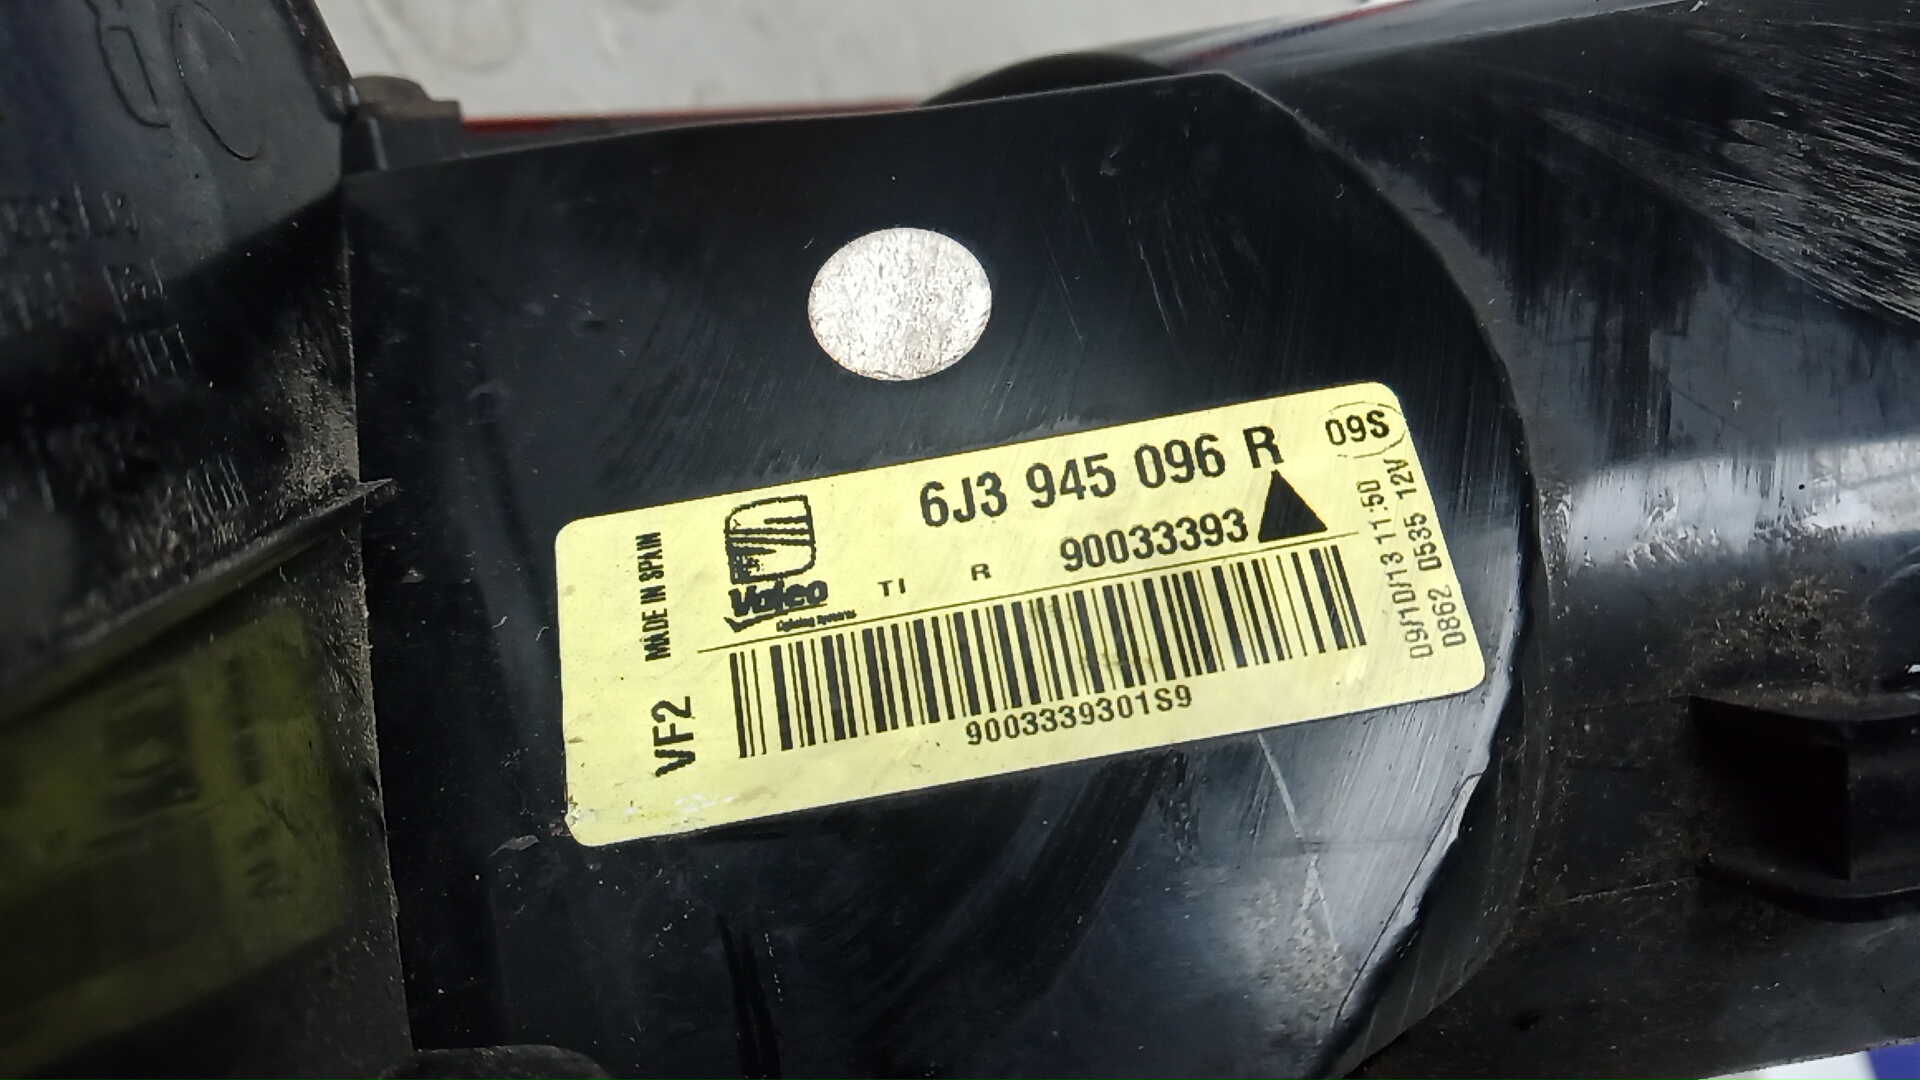 6J3 945 096 R
09S
90033393
TI R
Valeo
MADE IN SPAIN
VF2
9003339301S9
09/10/13 11:50
0862 0535 12V